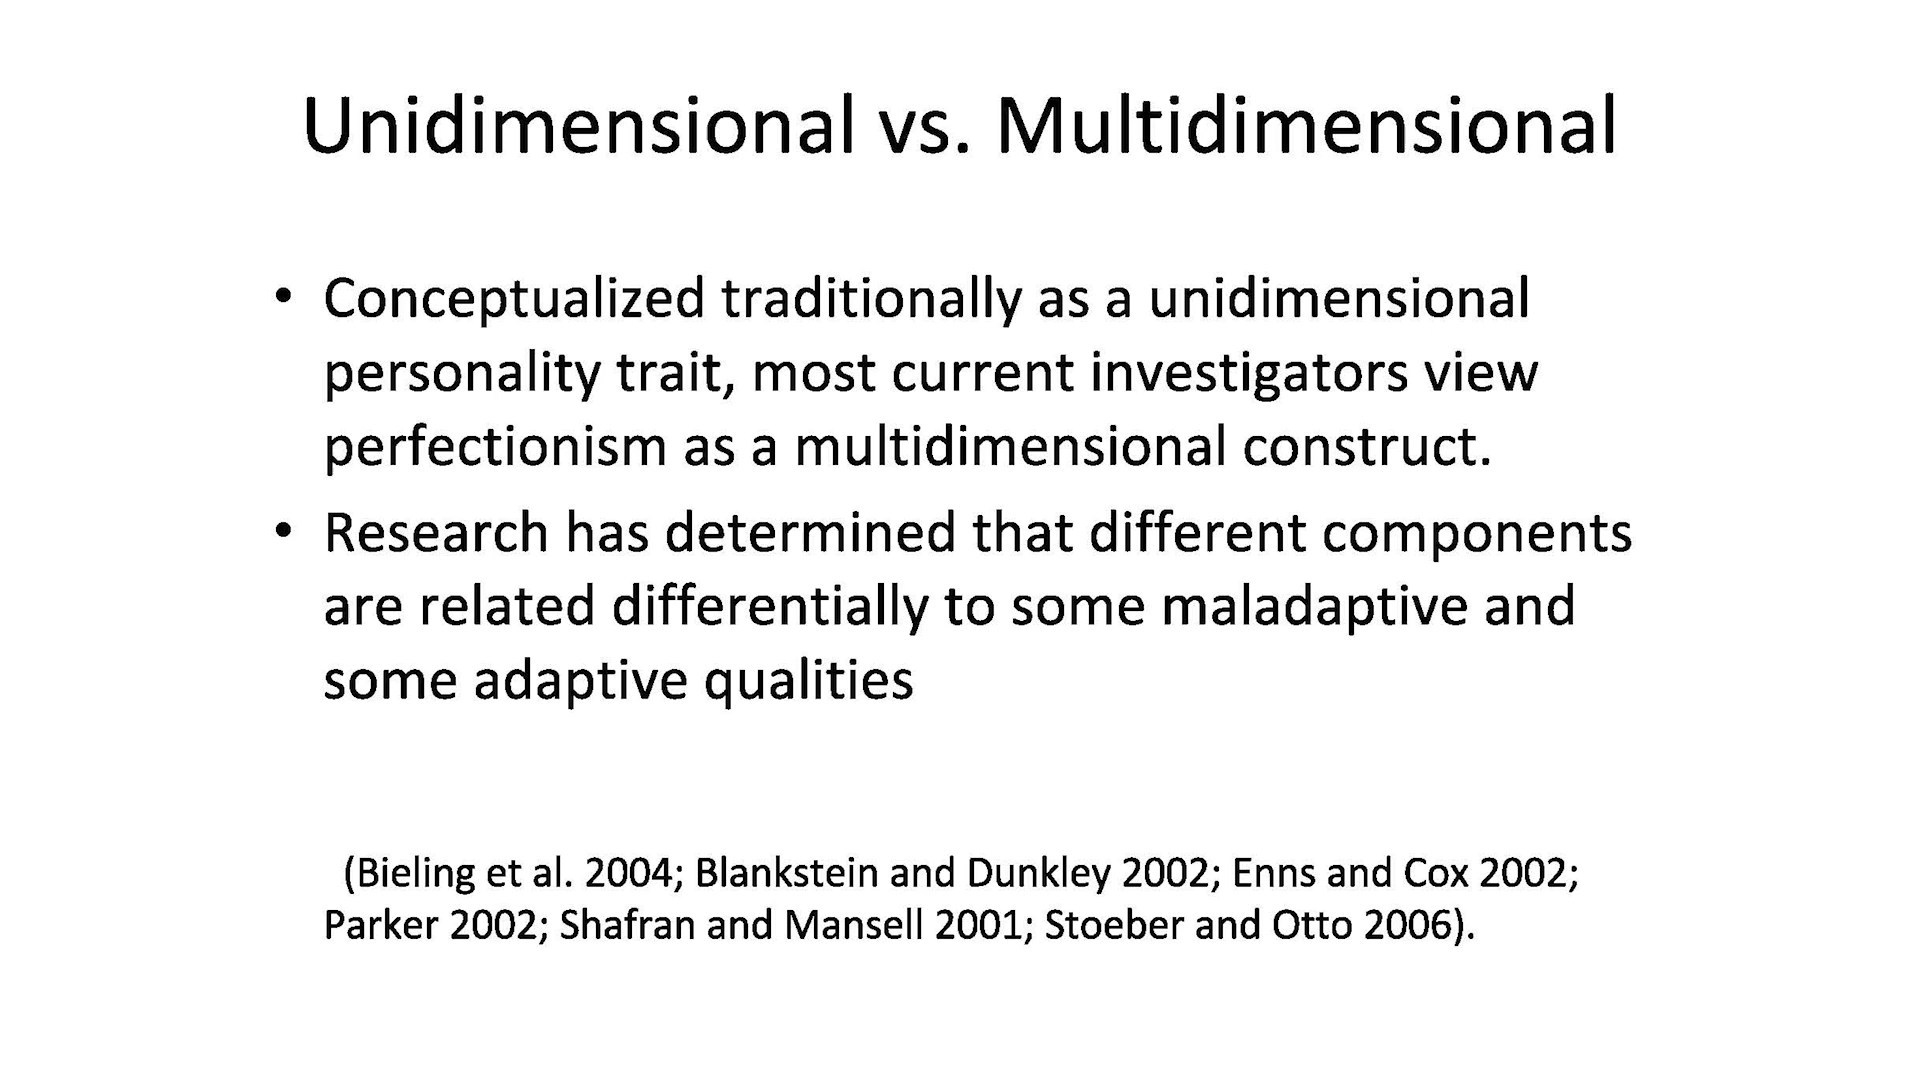 Unidimensional vs. Multidimensional
• Conceptualized traditionally as a unidimensional
personality trait, most current investigators view
perfectionism as a multidimensional construct.
• Research has determined that different components
are related differentially to some maladaptive and
some adaptive qualities
(Bieling et al. 2004; Blankstein and Dunkley 2002; Enns and Cox 2002;
Parker 2002; Shafran and Mansell 2001; Stoeber and Otto 2006).